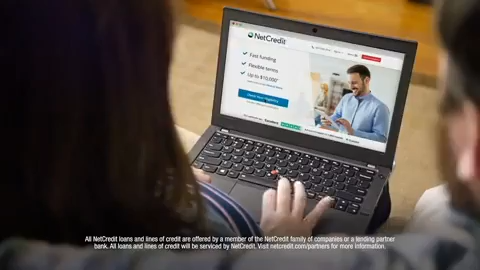 NetCredit
Fast funding
Flexible terms
Up to $10,000*
All NetCredit loans and lines of credit are offered by a member of the NetCredit family of companies or a lending partner
bank. All loans and lines of credit will be serviced by NetCredit. Visit netcredit.com/partners for more information.